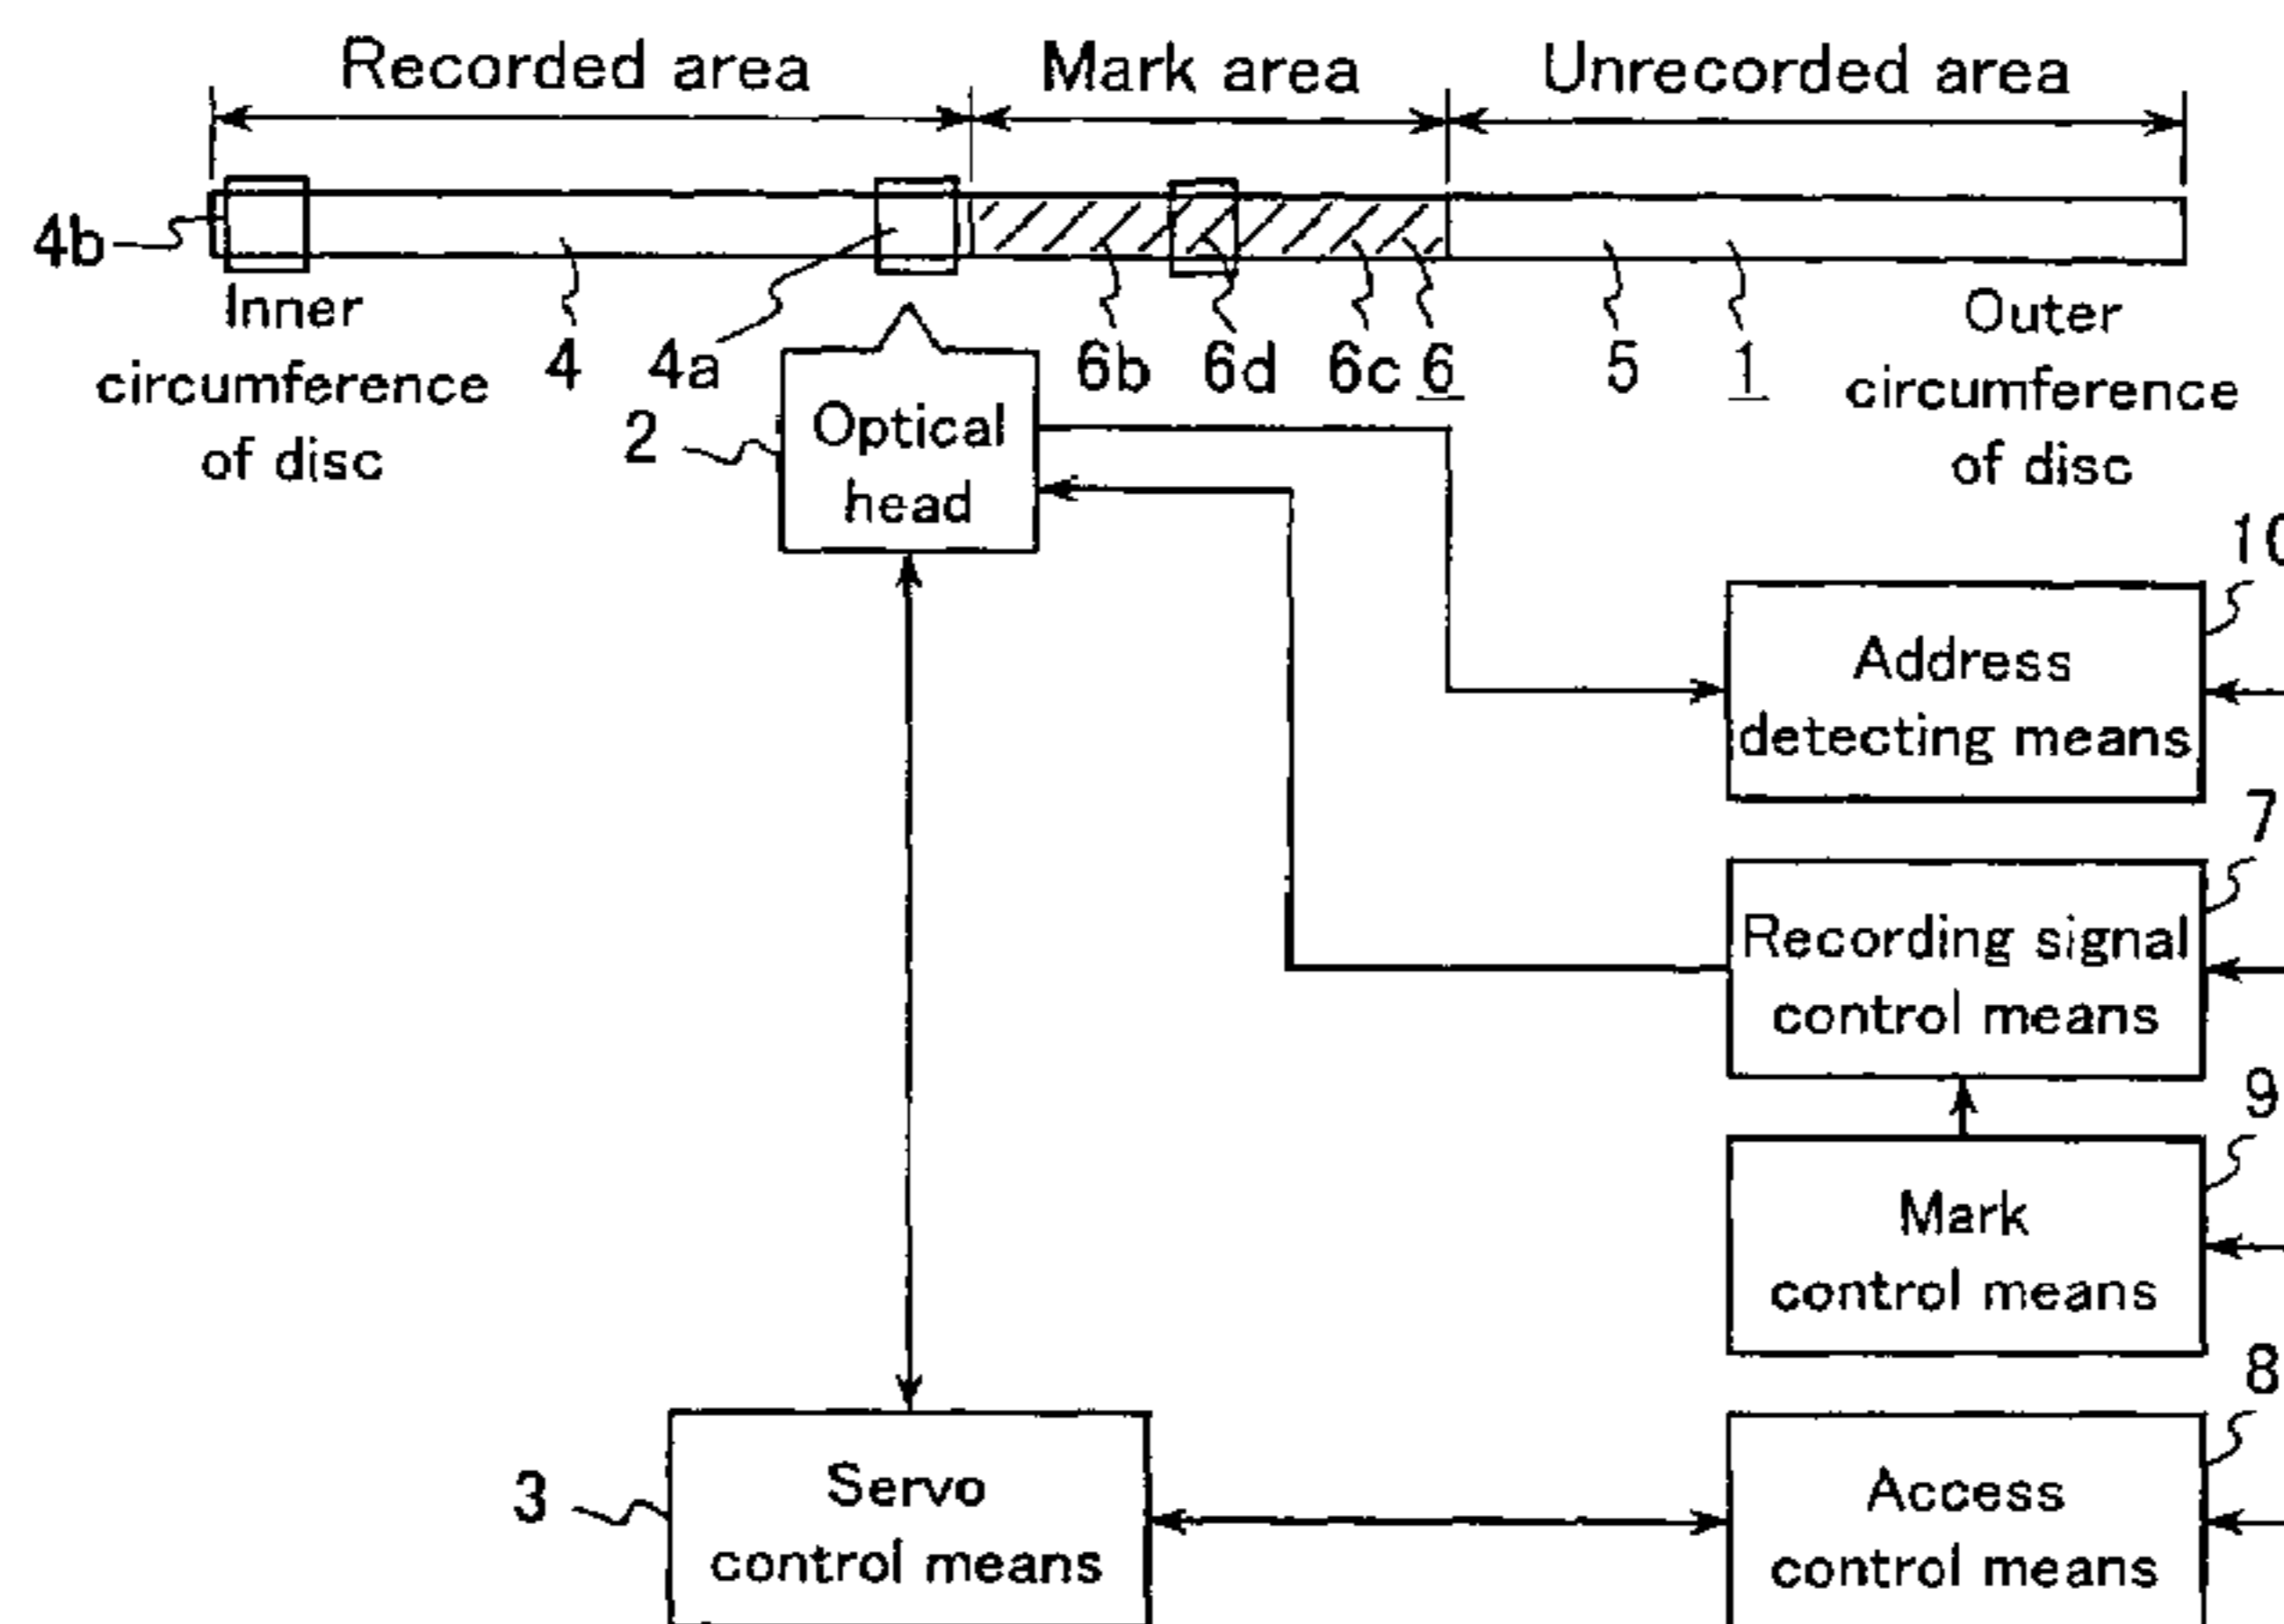 Recorded area Mark area Unrecorded area
4b
Inner
circumference
of disc
4 4a 6b 6d 6c 6 5 1
Outer
circumference
of disc
2
Optical
head
10
Address
detecting means
7
Recording signal
control means
9
Mark
control means
8
3
Servo
control means
Access
control means